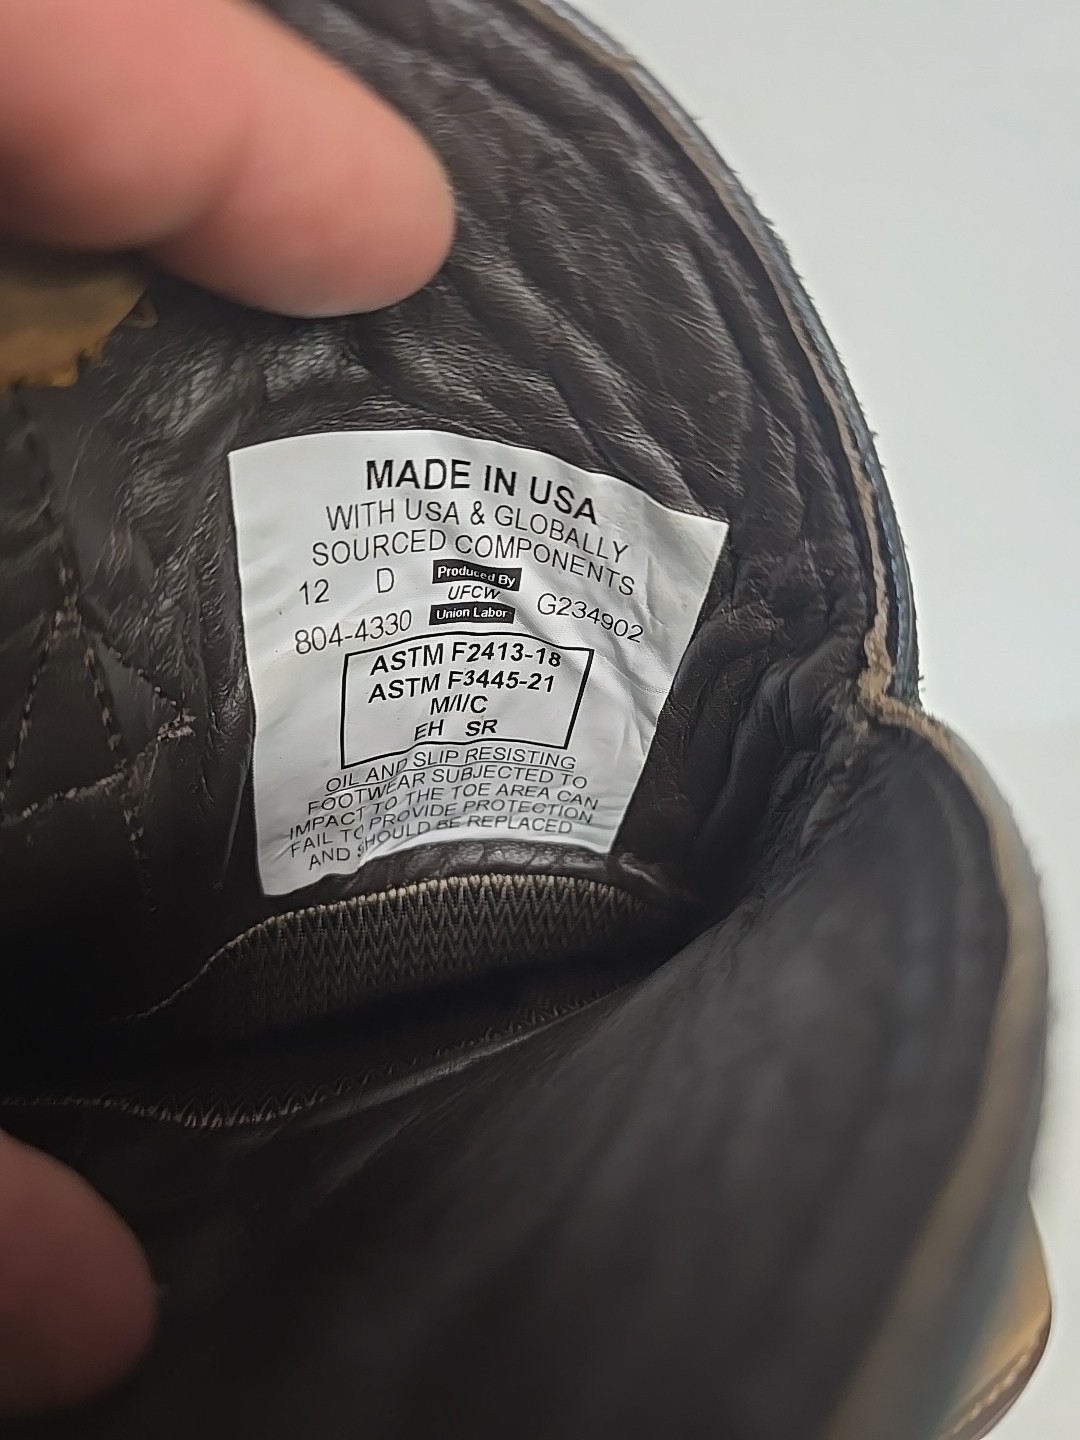 MADE IN USA
WITH USA & GLOBALLY
SOURCED COMPONENTS
12 D Produced By
UFCW
804-4330 Union Labor G234902
ASTM F2413-18
ASTM F3445-21
M/I/C
EH SR
OIL AND SLIP RESISTING
FOOTWEAR SUBJECTED TO
IMPACT TO THE TOE AREA CAN
FAIL TO PROVIDE PROTECTION
AND SHOULD BE REPLACED